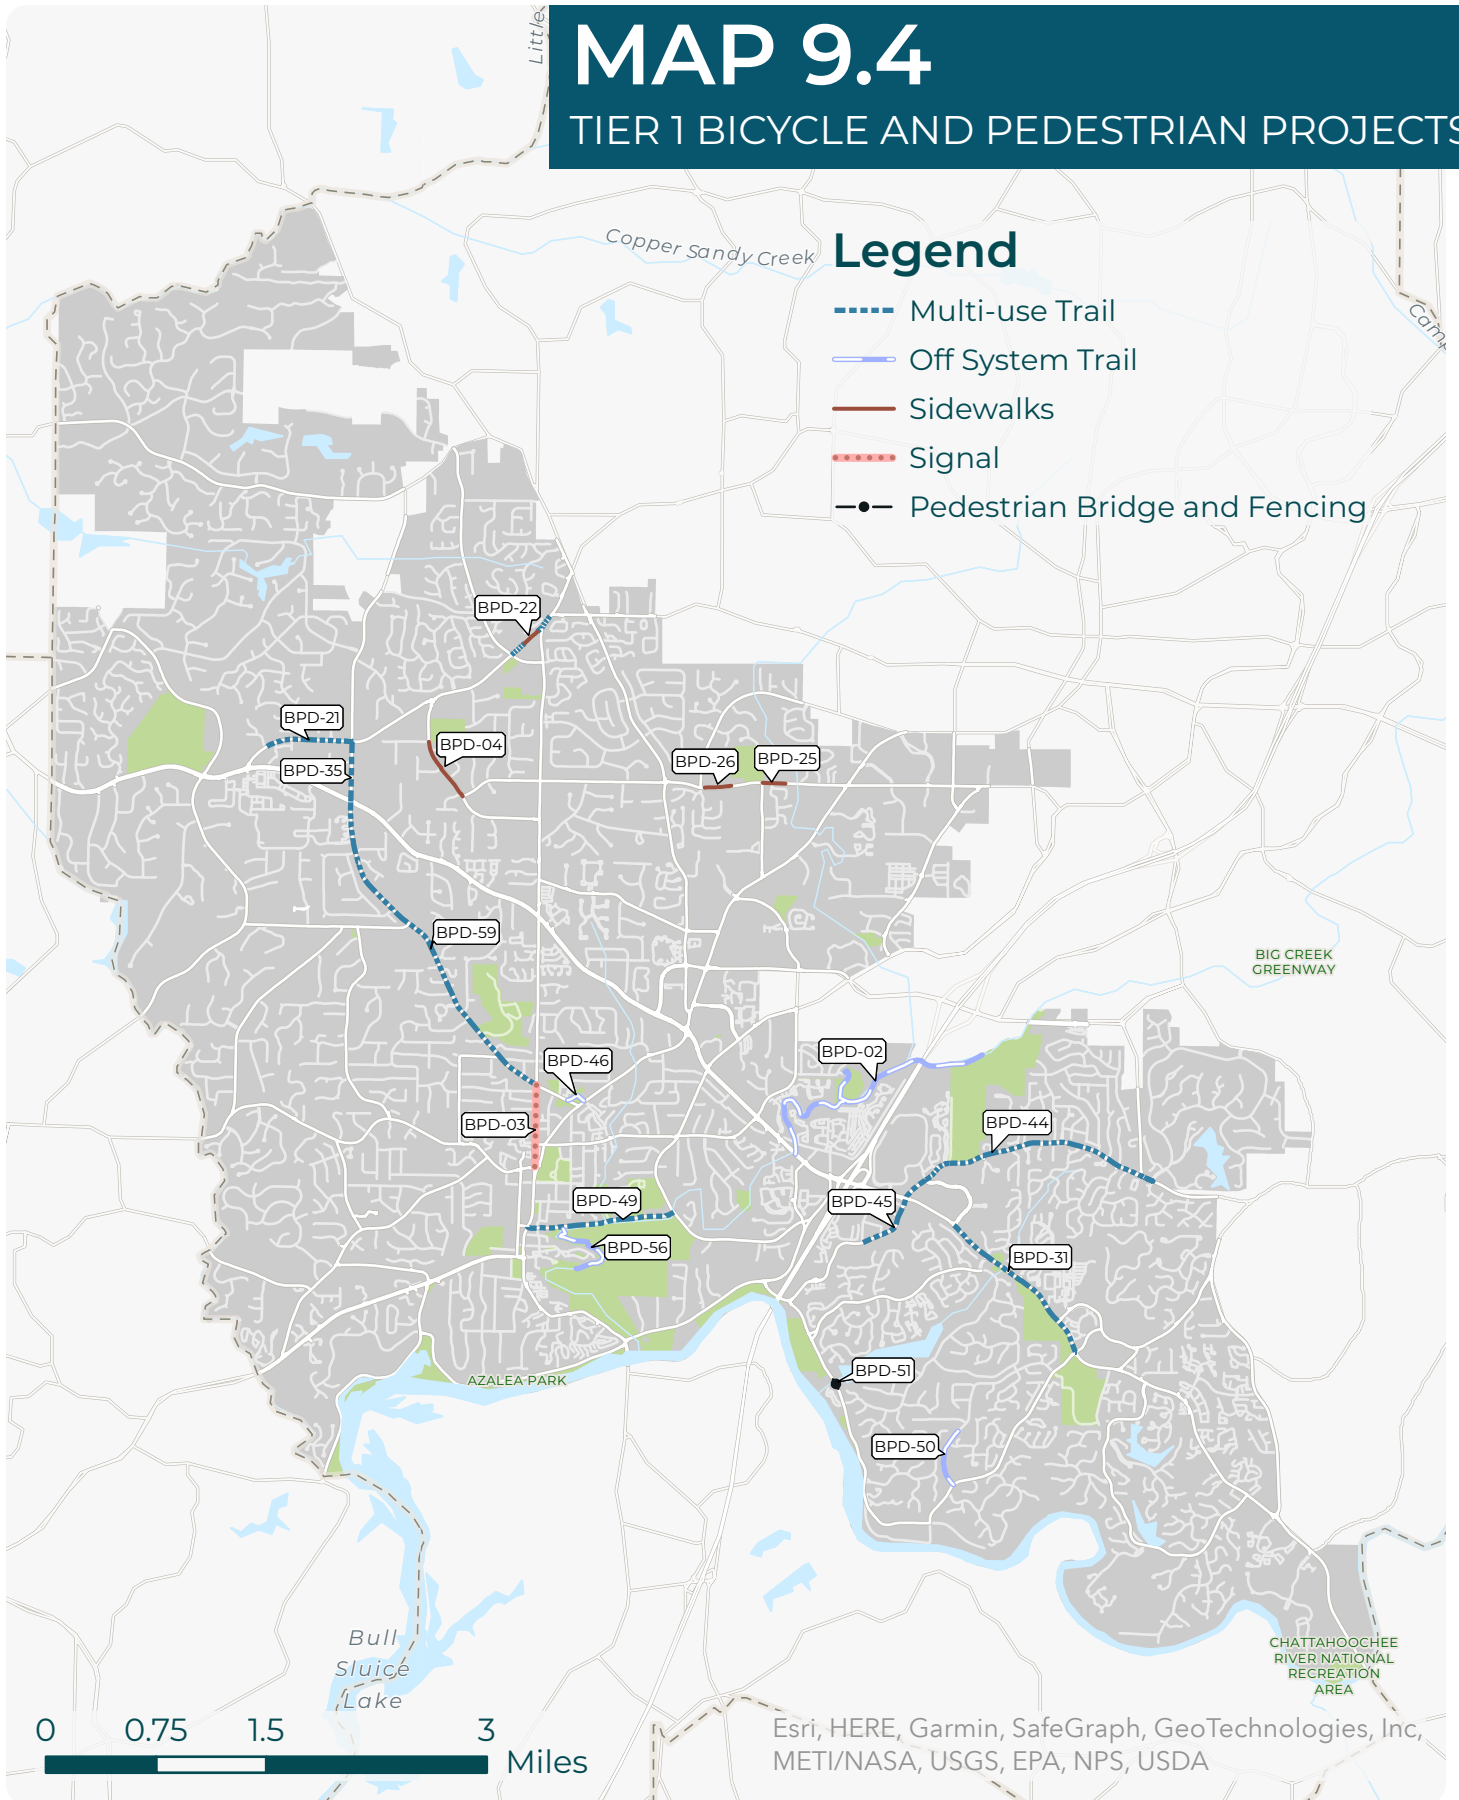 Little
MAP 9.4
TIER 1 BICYCLE AND PEDESTRIAN PROJECTS
Copper Sandy Creek
Legend
Multi-use Trail
Off System Trail
Sidewalks
Signal
Pedestrian Bridge and Fencing
Camp
BPD-22
BPD-21
BPD-04
BPD-35
BPD-26
BPD-25
BPD-59
BIG CREEK
GREENWAY
BPD-46
BPD-02
BPD-03
BPD-44
BPD-49
BPD-45
BPD-56
BPD-31
BPD-51
AZALEA PARK
BPD-50
Bull
Sluice
Lake
CHATTAHOOCHEE
RIVER NATIONAL
RECREATION
AREA
0 0.75 1.5 3
Miles
Esri, HERE, Garmin, SafeGraph, GeoTechnologies, Inc,
METI/NASA, USGS, EPA, NPS, USDA